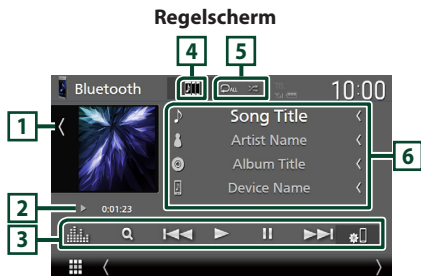 Regelscherm
4 5
Bluetooth
ALL
10:00
1
Song Title
Artist Name
Album Title
Device Name
6
2
0:01:23
3